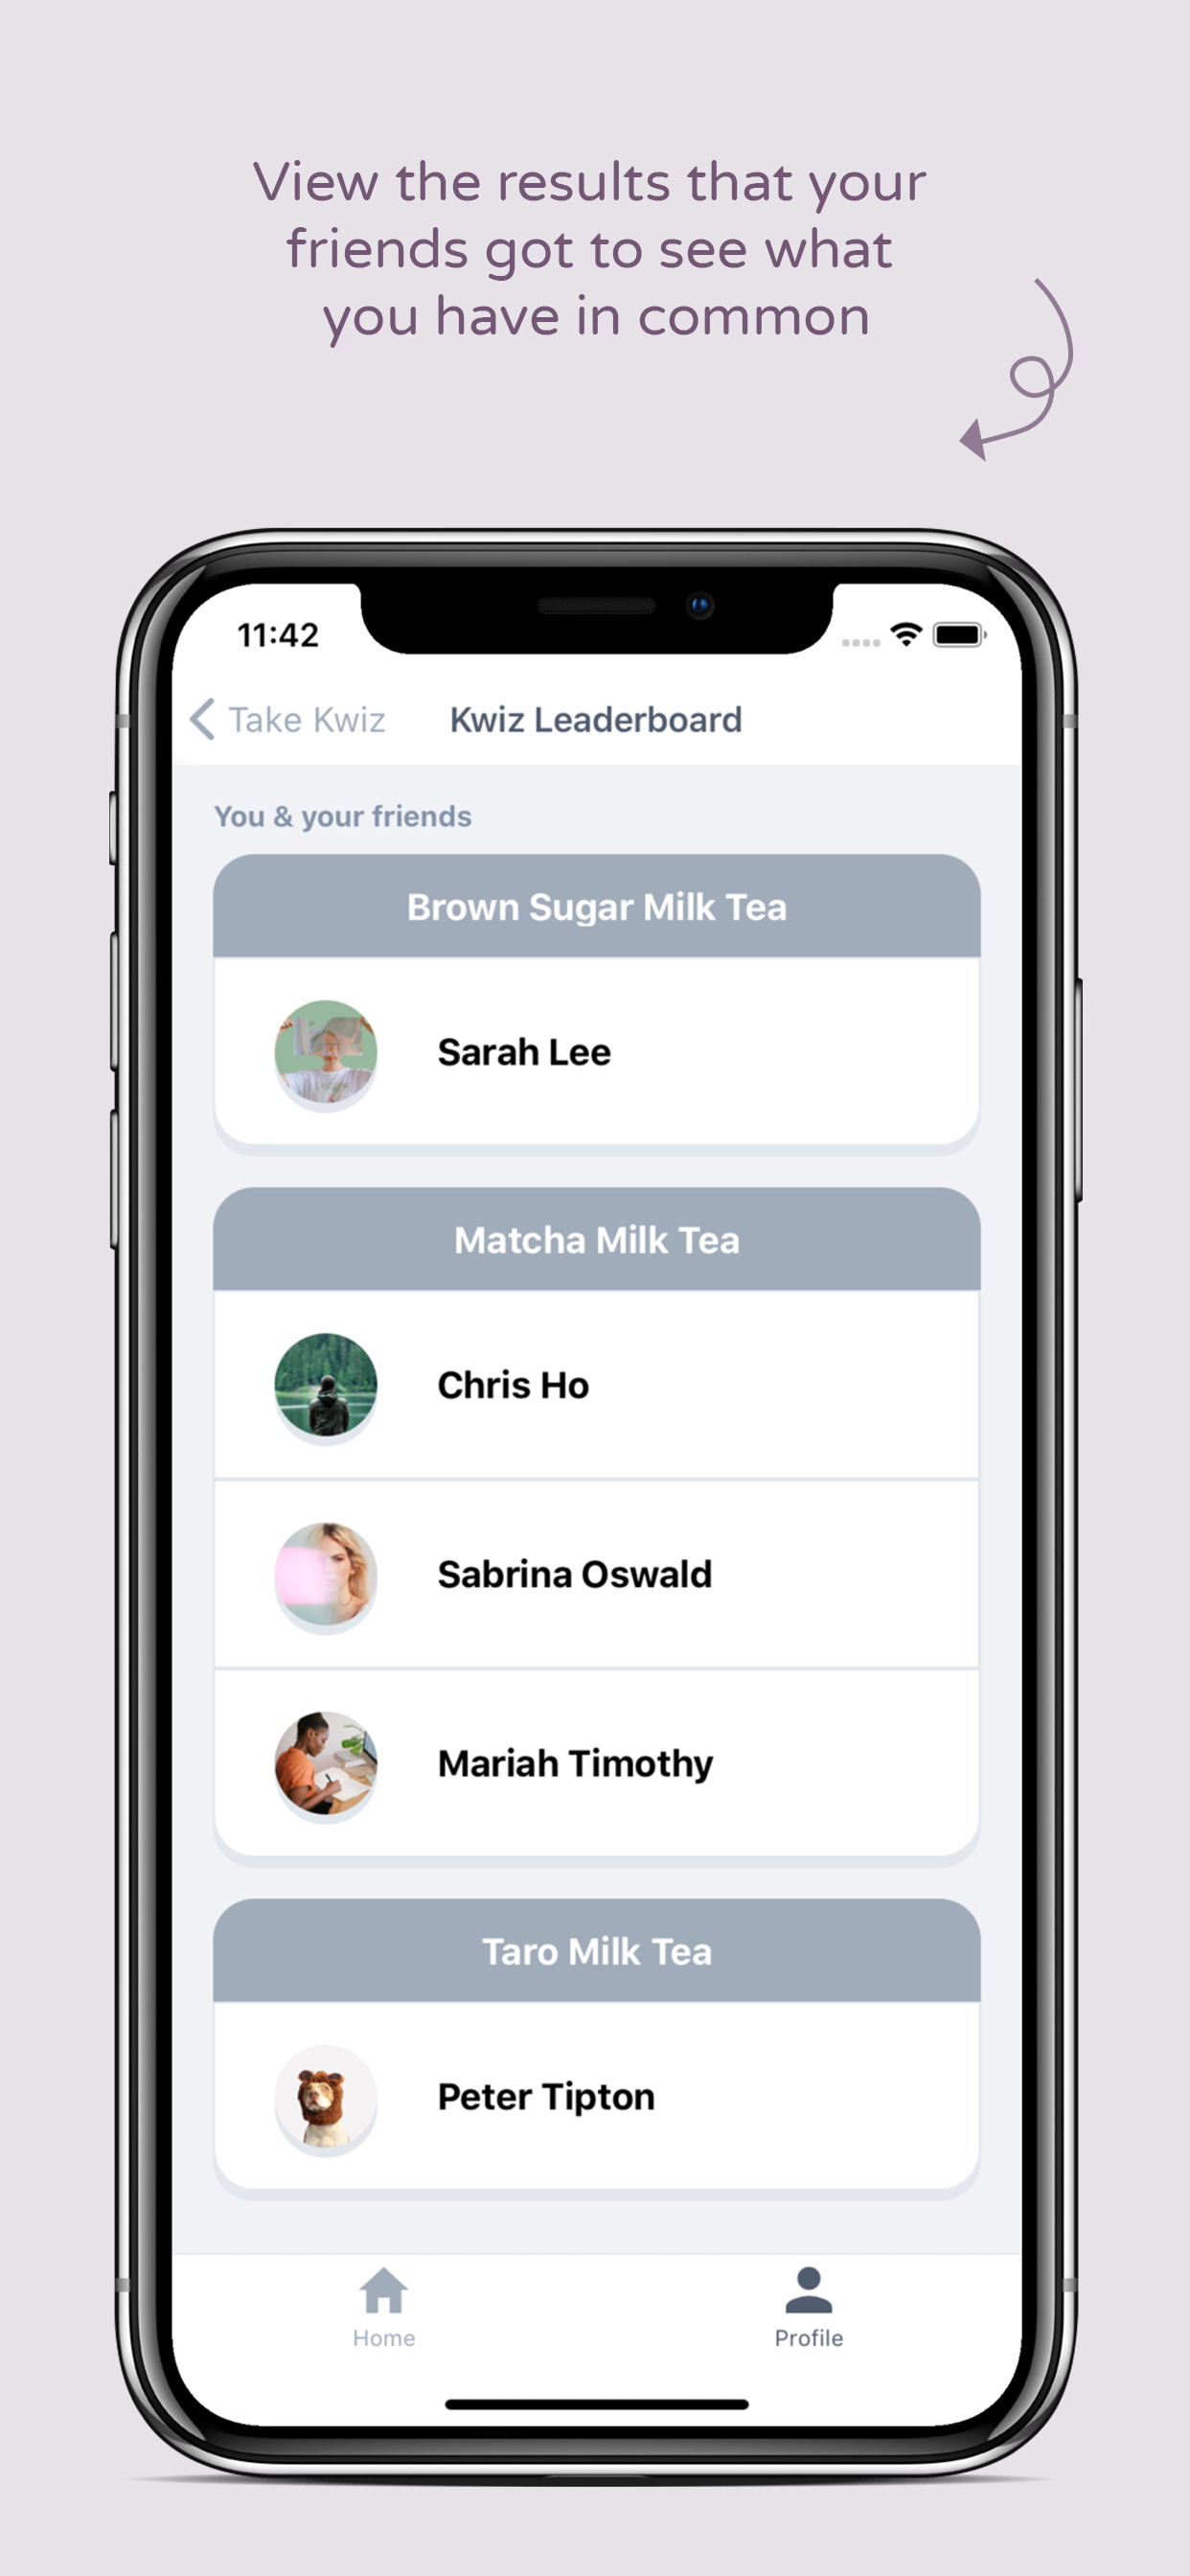 View the results that your
friends got to see what
you have in common
11:42
Take Kwiz
Kwiz Leaderboard
You & your friends
Brown Sugar Milk Tea
Sarah Lee
Matcha Milk Tea
Chris Ho
Sabrina Oswald
Mariah Timothy
Taro Milk Tea
Peter Tipton
Home
Profile